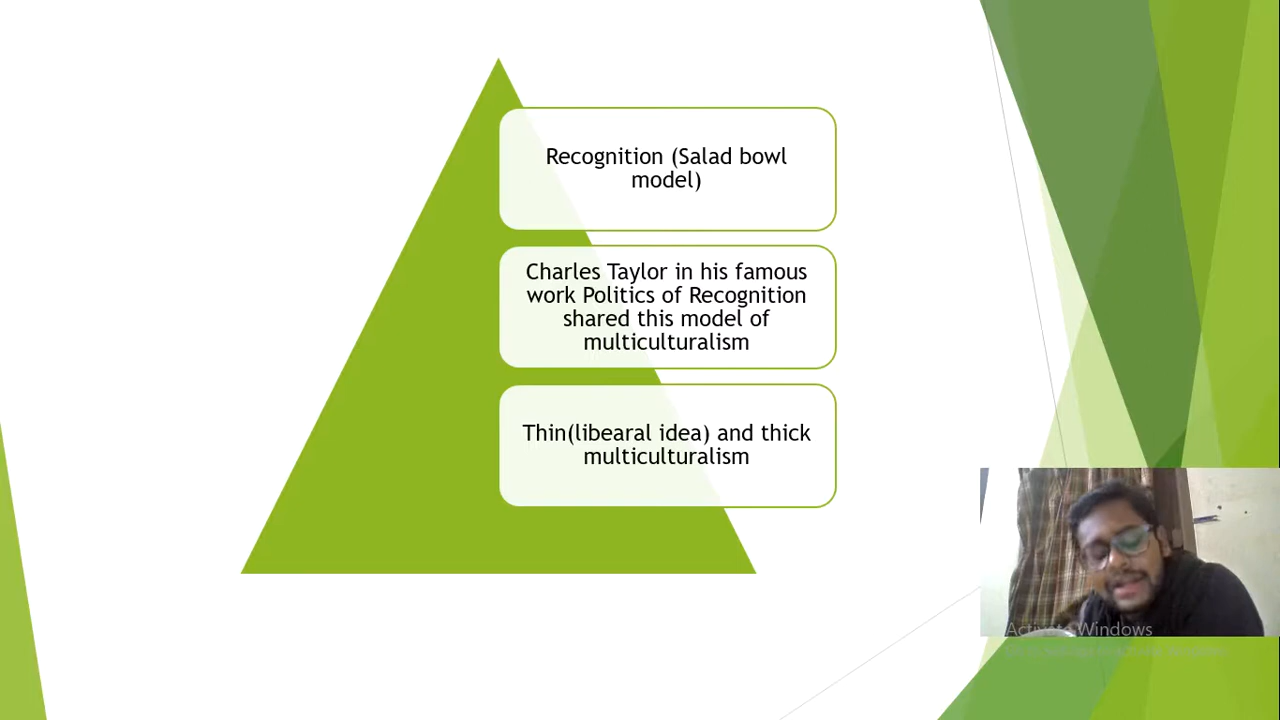 Recognition (Salad bowl
model)
Charles Taylor in his famous
work Politics of Recognition
shared this model of
multiculturalism
Thin(libearal idea) and thick
multiculturalism
Activate Windows